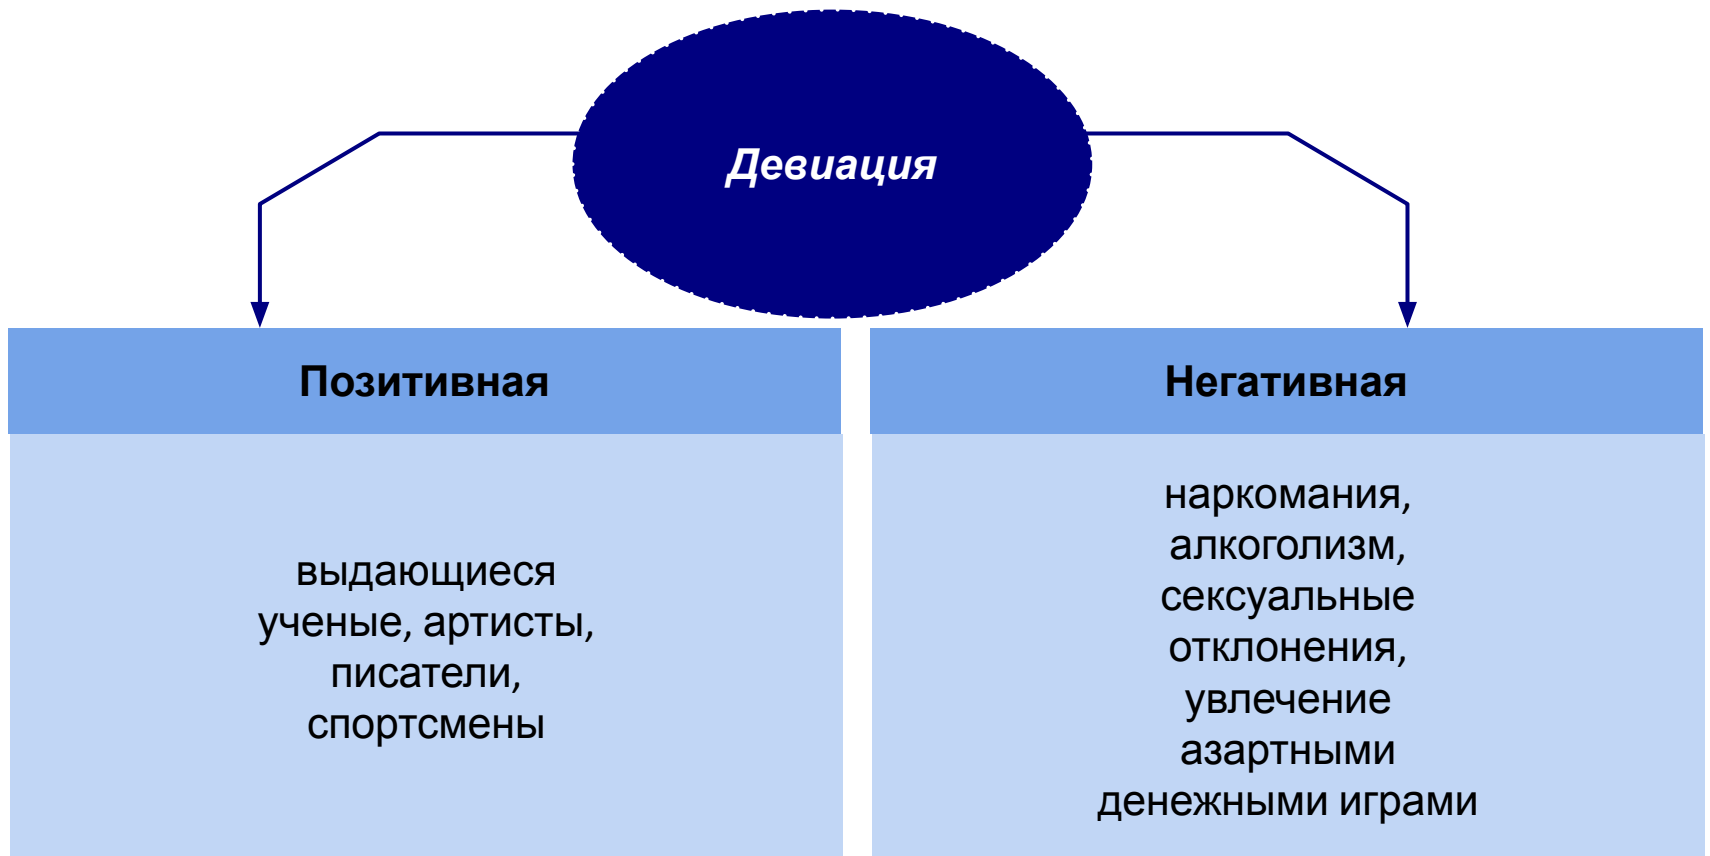 Девиация
Позитивная
выдающиеся
ученые, артисты,
писатели,
спортсмены
Негативная
наркомания,
алкоголизм,
сексуальные
отклонения,
увлечение
азартными
денежными играми